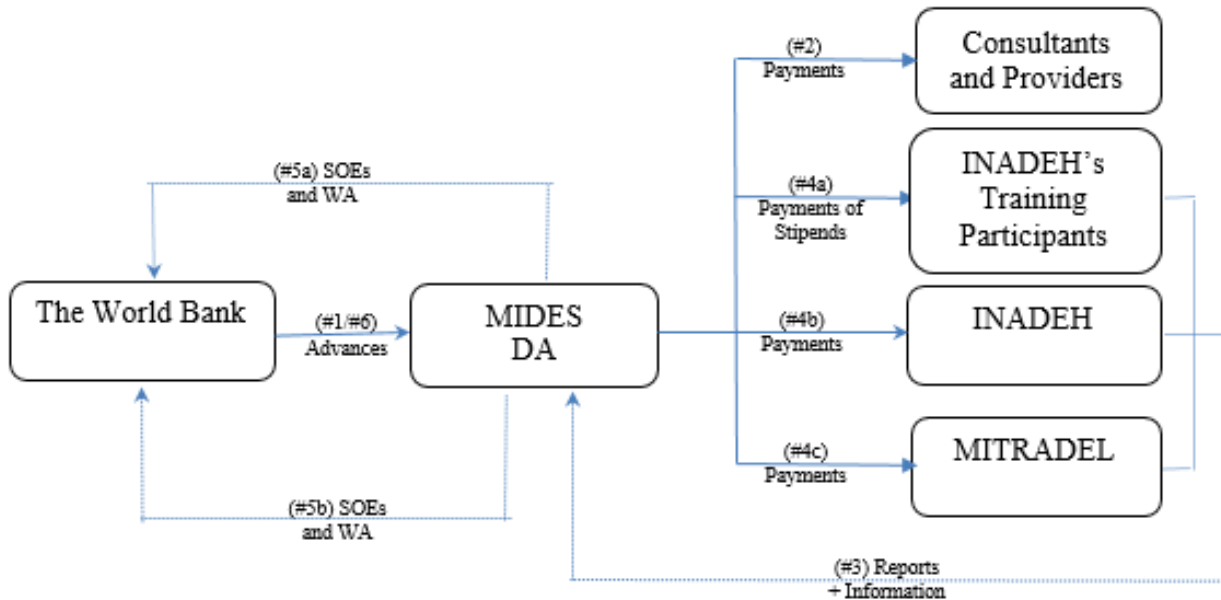 (#2)
Payments
Consultants
and Providers
(#5a) SOEs
and WA
(#4a)
Payments of
Stipends
INADEH’s
Training
Participants
The World Bank
(#1/#6)
Advances
MIDES
DA
(#4b)
Payments
INADEH
(#4c)
Payments
MITRADEL
(#5b) SOEs
and WA
(#3) Reports
+ Information